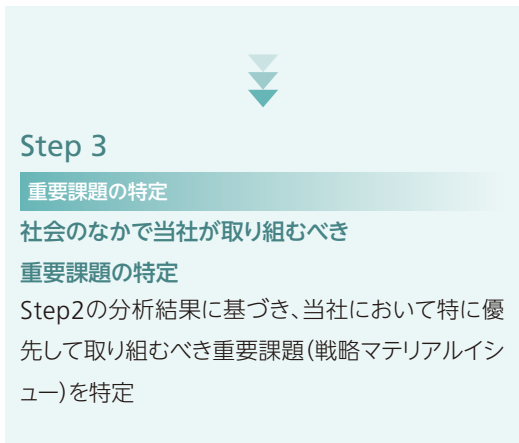 Step 3
重要課題の特定
社会のなかで当社が取り組むべき
重要課題の特定
Step2の分析結果に基づき、当社において特に優
先して取り組むべき重要課題(戦略マテリアルイシ
ュー)を特定